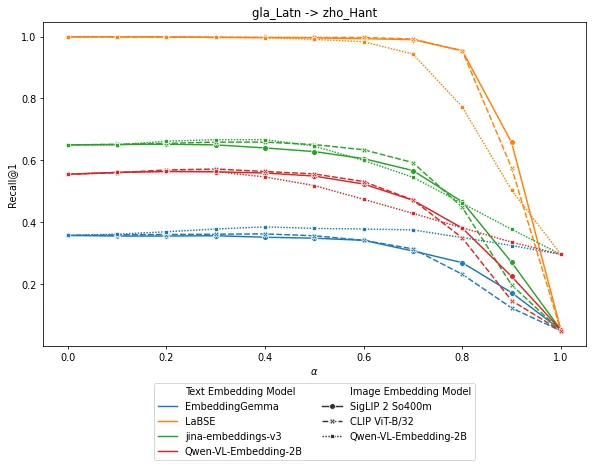 gla_Latn -> zho_Hant
1.0
0.8
0.6
0.4
0.2
Recall@1
0.0 0.2 0.4 0.6 0.8 1.0
α
Text Embedding Model Image Embedding Model
EmbeddingGemma SigLIP 2 So400m
LaBSE CLIP ViT-B/32
jina-embeddings-v3 Qwen-VL-Embedding-2B
Qwen-VL-Embedding-2B